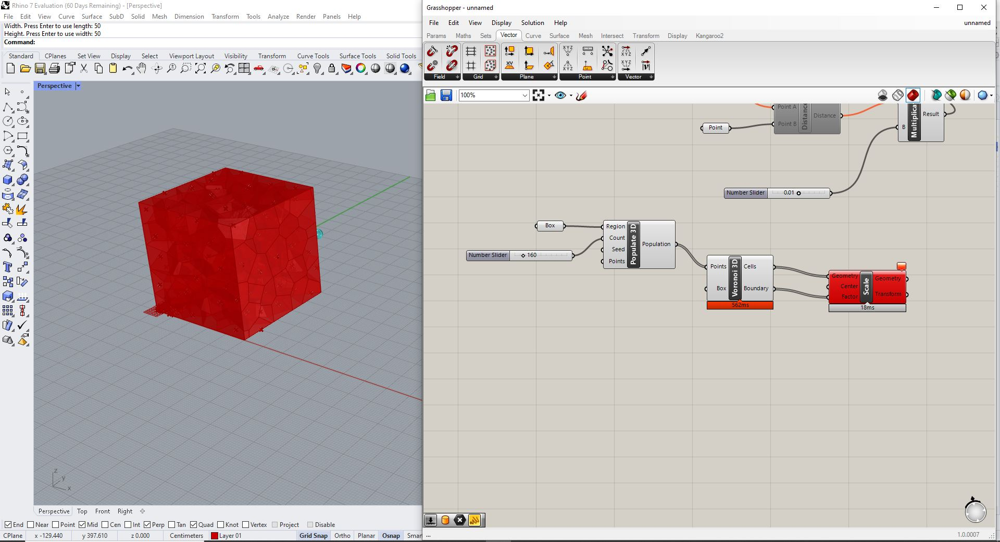 Rhino 7 Evaluation (60 Days Remaining) - [Perspective]
File Edit View Curve Surface SubD Solid Mesh Dimension Transform Tools Analyze Render Panels Help
Width. Press Enter to use length: 50
Height. Press Enter to use width: 50
Command:
Standard CPlanes Set View Display Select Viewport Layout Visibility Transform Curve Tools Surface Tools Solid Tools
Perspective
z
y
x
Perspective Top Front Right
End Near Point Mid Cen Int Perp Tan Quad Knot Vertex Project Disable
CPlane x -129.440 y 397.610 z 0.000 Centimeters Layer 01 Grid Snap Ortho Planar Osnap Smar
Grasshopper - unnamed
File Edit View Display Solution Help unnamed
Params Maths Sets Vector Curve Surface Mesh Intersect Transform Display Kangaroo2
Field Grid Plane Point Vector
100%
Point A
Point B
Distance
Distance
Point
B
Multiplica
Result
Number Slider 0.01
Box
Number Slider 160
Region
Count
Seed
Points
Populate 3D
Population
Points
Box
Voronoi 3D
Cells
Boundary
562ms
Geometry
Center
Factor
Scale
Geometry
Transform
18ms
...
1.0.0007